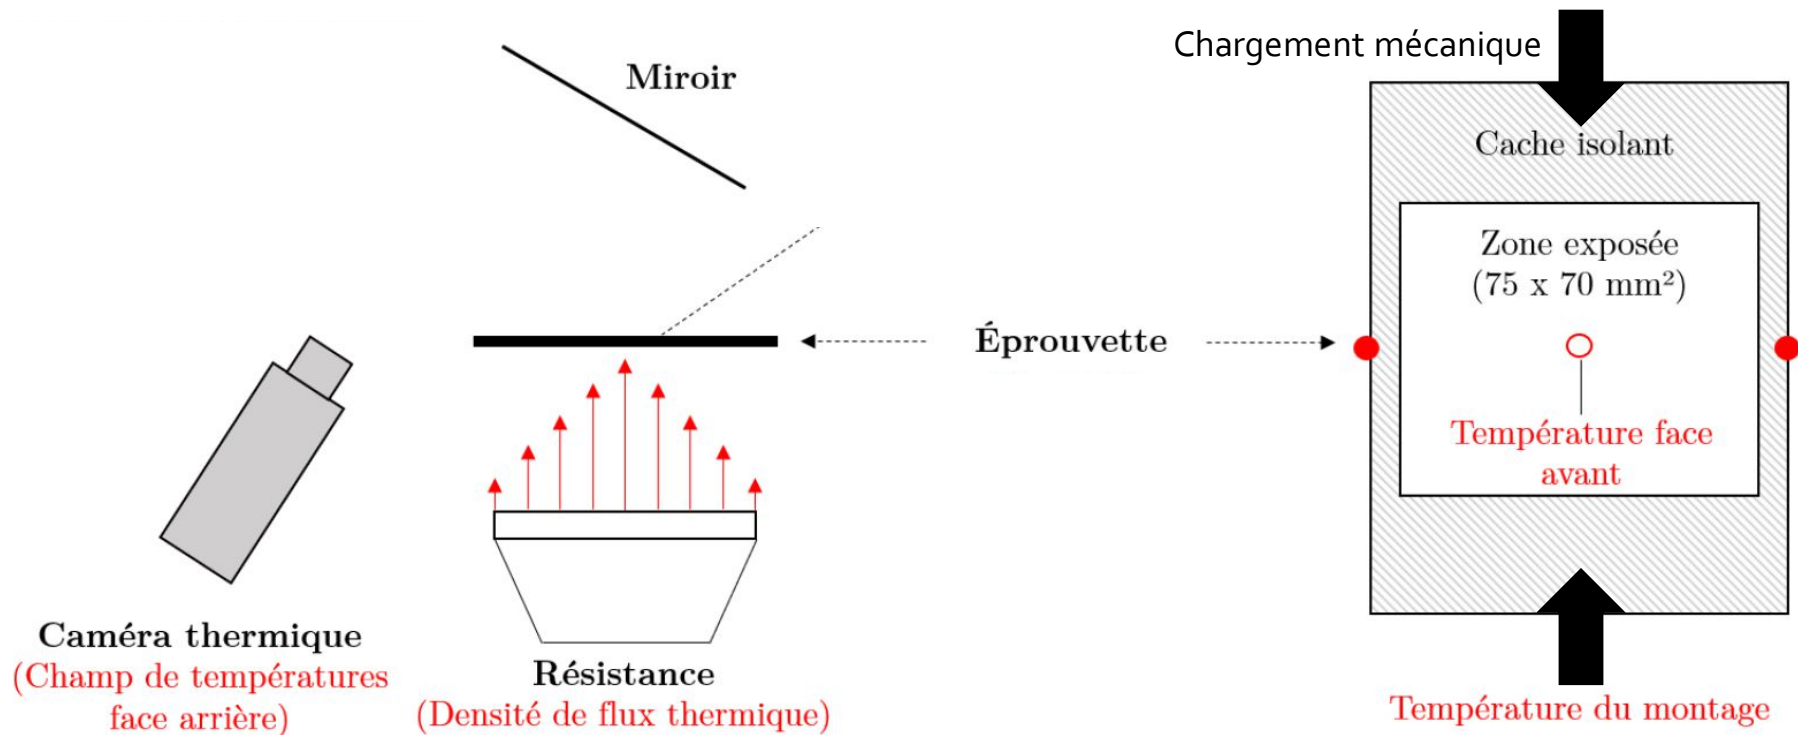 Miroir
Caméra thermique
(Champ de températures
face arrière)
Résistance
(Densité de flux thermique)
Éprouvette
Chargement mécanique
Cache isolant
Zone exposée
(75 x 70 mm²)
Température face
avant
Température du montage